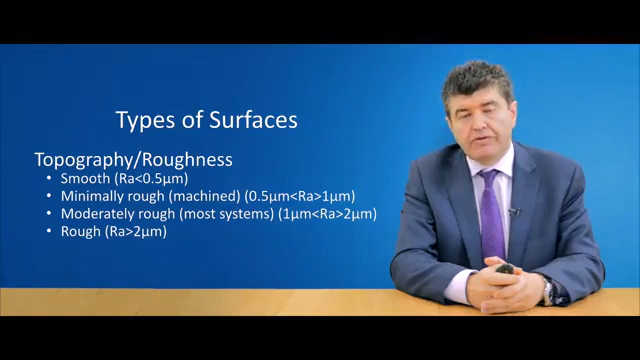 Types of Surfaces
Topography/Roughness
• Smooth (Ra<0.5µm)
• Minimally rough (machined) (0.5µm<Ra>1µm)
• Moderately rough (most systems) (1µm<Ra>2µm)
• Rough (Ra>2µm)